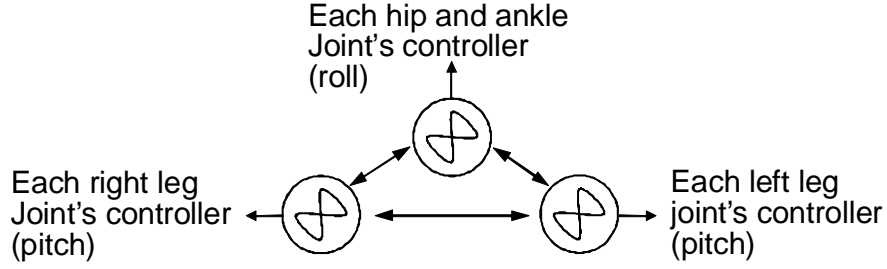 Each hip and ankle
Joint's controller
(roll)
Each right leg
Joint's controller
(pitch)
Each left leg
joint's controller
(pitch)